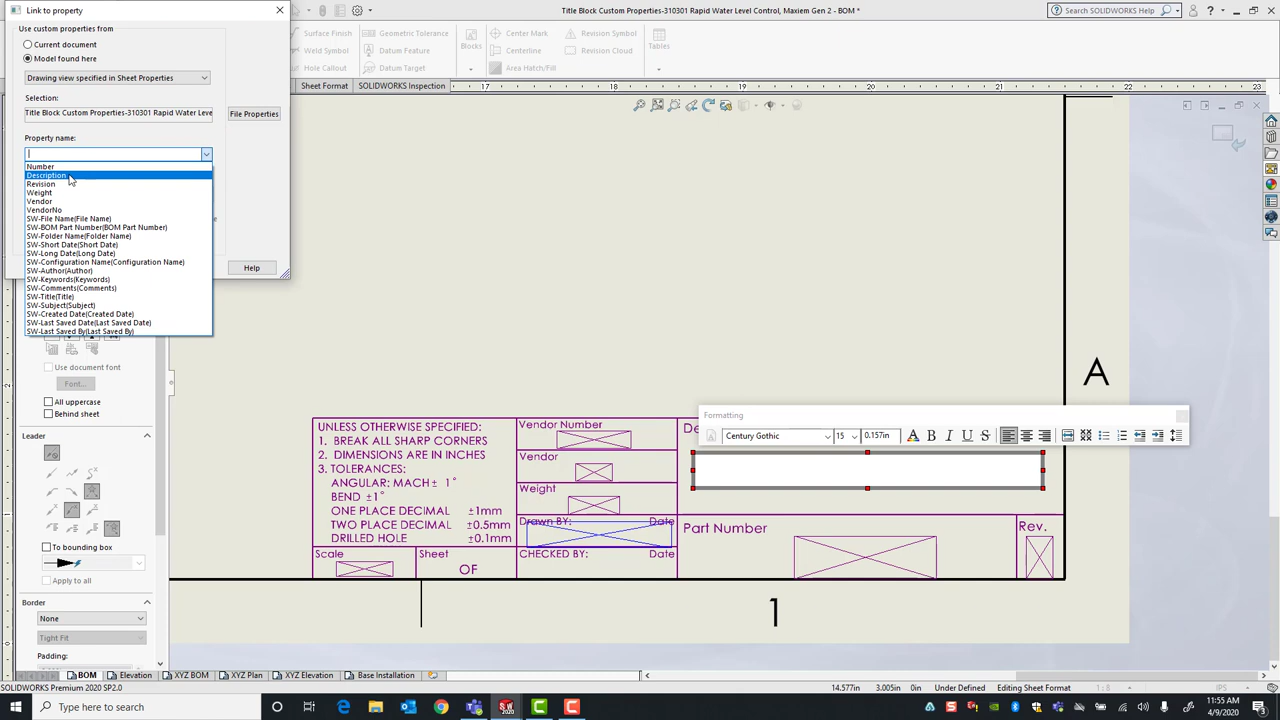 Link to property
Title Block Custom Properties-310301 Rapid Water Level Control, Maxiem Gen 2 - BOM *
Search SOLIDWORKS Help
Use custom properties from
Current document
Model found here
Drawing view specified in Sheet Properties
Selection:
Title Block Custom Properties-310301 Rapid Water Leve
File Properties
Property name:
Number
Description
Revision
Weight
Vendor
VendorNo
SW-File Name(File Name)
SW-BOM Part Number(BOM Part Number)
SW-Folder Name(Folder Name)
SW-Short Date(Short Date)
SW-Long Date(Long Date)
SW-Configuration Name(Configuration Name)
SW-Author(Author)
SW-Keywords(Keywords)
SW-Comments(Comments)
SW-Title(Title)
SW-Subject(Subject)
SW-Created Date(Created Date)
SW-Last Saved Date(Last Saved Date)
SW-Last Saved By(Last Saved By)
Help
Surface Finish
Geometric Tolerance
Center Mark
Revision Symbol
Weld Symbol
Datum Feature
Blocks
Centerline
Revision Cloud
Tables
Hole Callout
Datum Target
Area Hatch/Fill
Sheet Format
SOLIDWORKS Inspection
17 18 19 20 21 22 23
Use document font
Font...
All uppercase
Behind sheet
Leader
To bounding box
Apply to all
Border
None
Tight Fit
Padding:
A
Formatting
Century Gothic 15 0.157in
B I U S
UNLESS OTHERWISE SPECIFIED:
1. BREAK ALL SHARP CORNERS
2. DIMENSIONS ARE IN INCHES
3. TOLERANCES:
ANGULAR: MACH± 1°
BEND ±1°
ONE PLACE DECIMAL ±1mm
TWO PLACE DECIMAL ±0.5mm
DRILLED HOLE ±0.1mm
Scale
Sheet
OF
Vendor Number
Vendor
Weight
Drawn BY: Date
CHECKED BY: Date
De
Part Number
Rev.
1
BOM
Elevation
XYZ BOM
XYZ Plan
XYZ Elevation
Base Installation
SOLIDWORKS Premium 2020 SP2.0
14.577in 3.005in Under Defined Editing Sheet Format 1:8 IPS
Type here to search
11:55 AM
4/9/2020